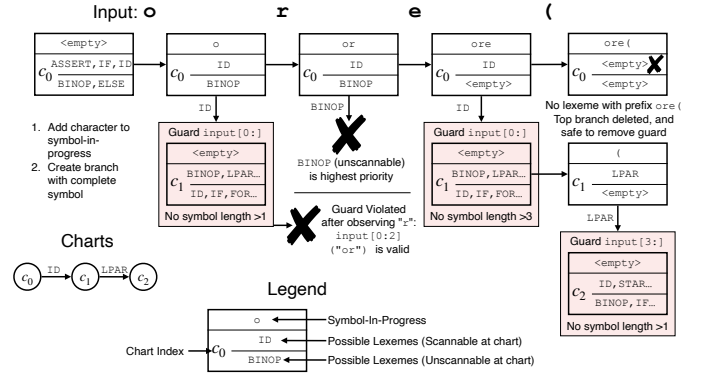 Input: o r e (
<empty>
c0
ASSERT,IF,ID
BINOP,ELSE
o
c0
ID
BINOP
or
c0
ID
BINOP
ore
c0
ID
<empty>
ore(
c0
<empty>
<empty>
ID
BINOP
ID
No lexeme with prefix ore(
Top branch deleted, and
safe to remove guard
1. Add character to
symbol-in-
progress
2. Create branch
with complete
symbol
Guard input[0:]
<empty>
c1
BINOP,LPAR…
ID,IF,FOR…
No symbol length >1
BINOP (unscannable)
is highest priority
Guard Violated
after observing "r":
input[0:2]
("or") is valid
Guard input[0:]
<empty>
c1
BINOP,LPAR…
ID,IF,FOR…
No symbol length >3
(
c1
LPAR
<empty>
LPAR
Guard input[3:]
<empty>
c2
ID,STAR…
BINOP,IF…
No symbol length >1
Charts
c0 ID c1 LPAR c2
Legend
o
c0
ID
BINOP
Symbol-In-Progress
Possible Lexemes (Scannable at chart)
Chart Index
Possible Lexemes (Unscannable at chart)